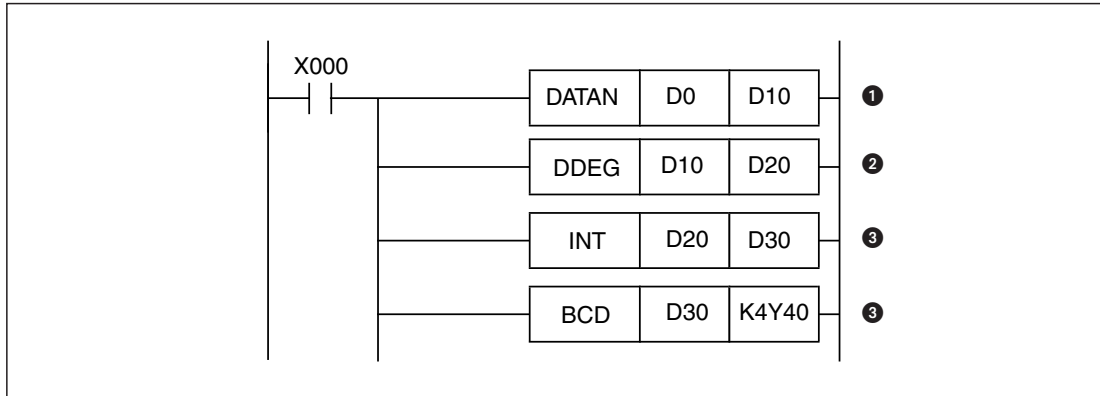 X000
DATAN D0 D10 ❶
DDEG D10 D20 ❷
INT D20 D30 ❸
BCD D30 K4Y40 ❸